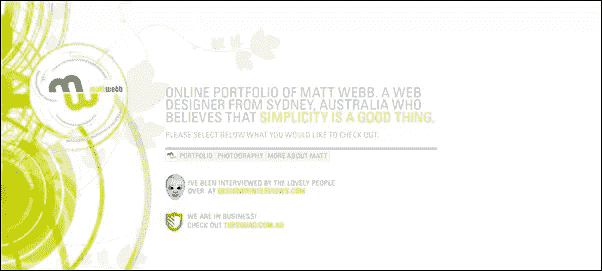 mattwebb
ONLINE PORTFOLIO OF MATT WEBB. A WEB
DESIGNER FROM SYDNEY, AUSTRALIA WHO
BELIEVES THAT SIMPLICITY IS A GOOD THING.
PLEASE SELECT BELOW WHAT YOU WOULD LIKE TO CHECK OUT.
PORTFOLIO PHOTOGRAPHY MORE ABOUT MATT
I'VE BEEN INTERVIEWED BY THE LOVELY PEOPLE
OVER AT
WE ARE IN BUSINESS!
CHECK OUT THESQUAD.COM.AU